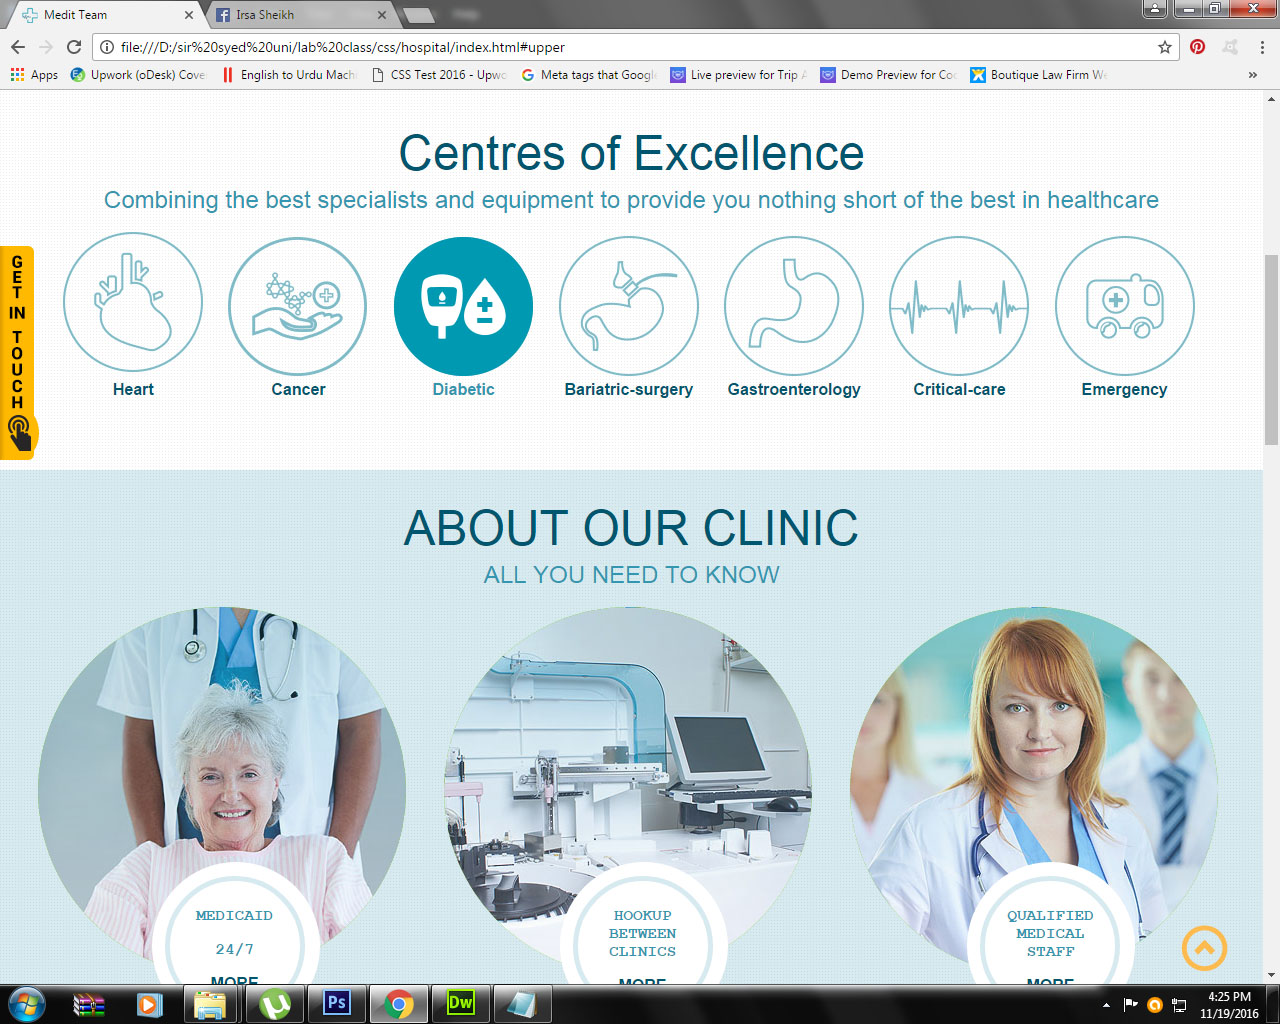 Medit Team
Irsa Sheikh
file:///D:/sir%20syed%20uni/lab%20class/css/hospital/index.html#upper
Apps
Upwork (oDesk) Cove
English to Urdu Mach
CSS Test 2016 - Upwo
Meta tags that Googl
Live preview for Trip A
Demo Preview for Co
Boutique Law Firm We
Centres of Excellence
Combining the best specialists and equipment to provide you nothing short of the best in healthcare
GET IN TOUCH
Heart
Cancer
Diabetic
Bariatric-surgery
Gastroenterology
Critical-care
Emergency
ABOUT OUR CLINIC
ALL YOU NEED TO KNOW
MEDICAID
24/7
MORE
HOOKUP
BETWEEN
CLINICS
MORE
QUALIFIED
MEDICAL
STAFF
MORE
Ps
Dw
4:25 PM
11/19/2016